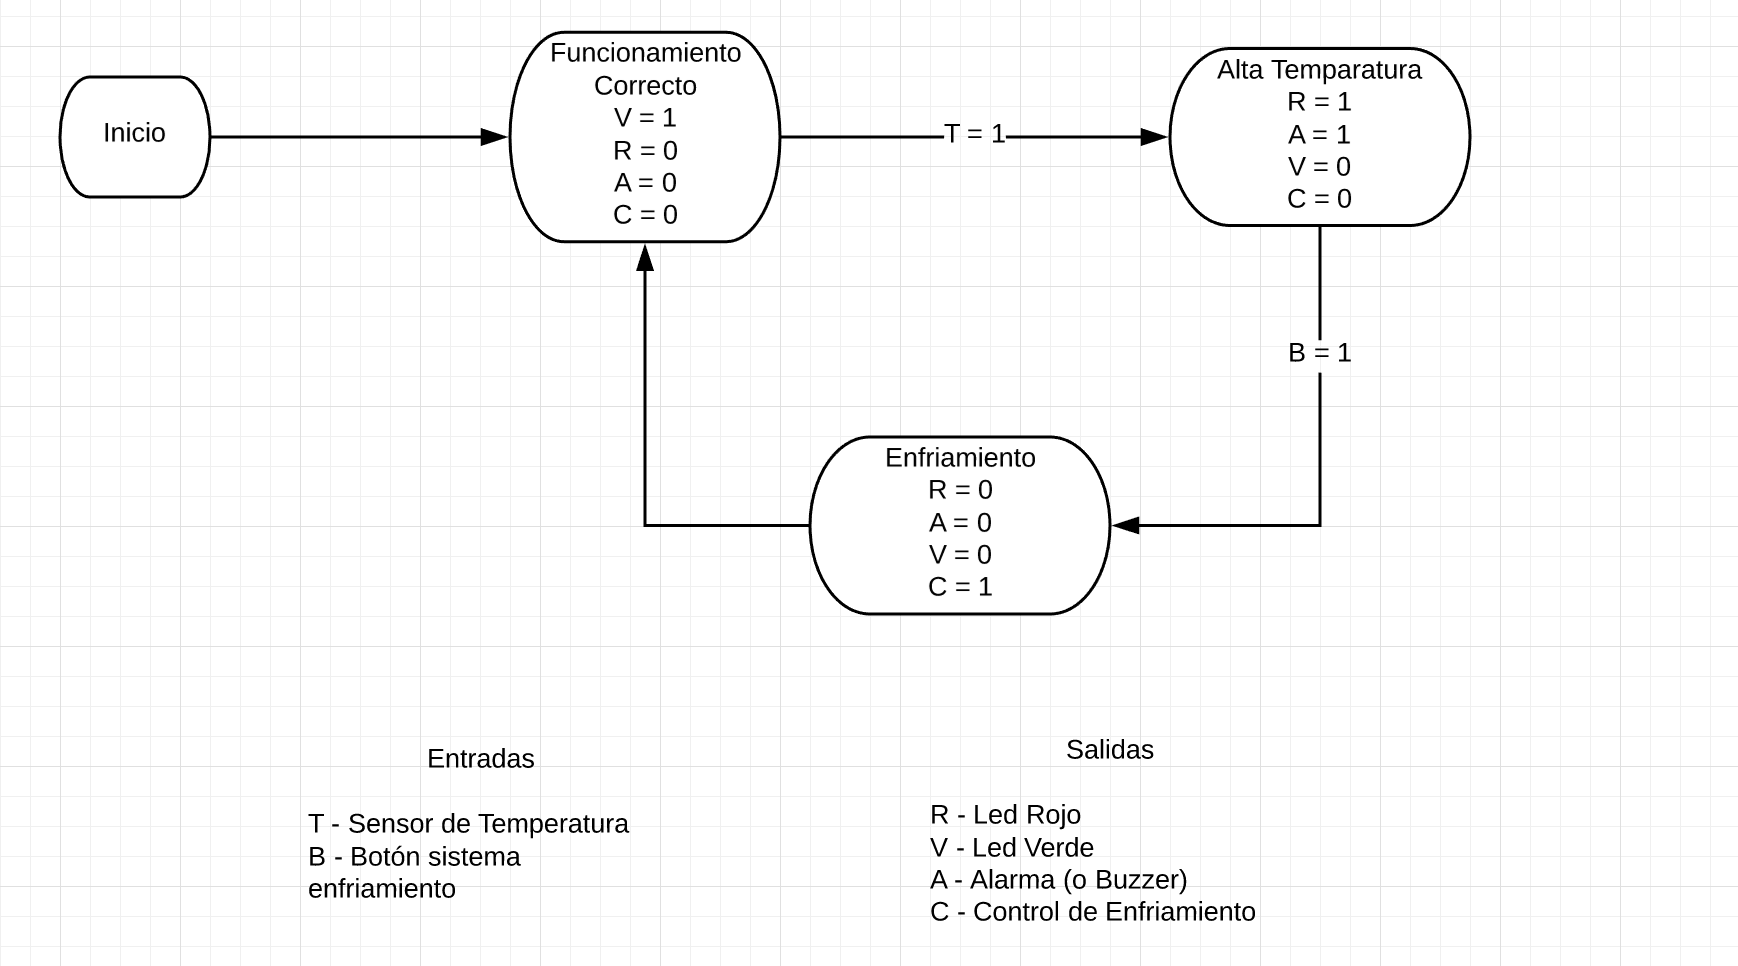 Inicio
Funcionamiento
Correcto
V = 1
R = 0
A = 0
C = 0
T = 1
Alta Temparatura
R = 1
A = 1
V = 0
C = 0
B = 1
Enfriamiento
R = 0
A = 0
V = 0
C = 1
Entradas
T - Sensor de Temperatura
B - Botón sistema
enfriamiento
Salidas
R - Led Rojo
V - Led Verde
A - Alarma (o Buzzer)
C - Control de Enfriamiento